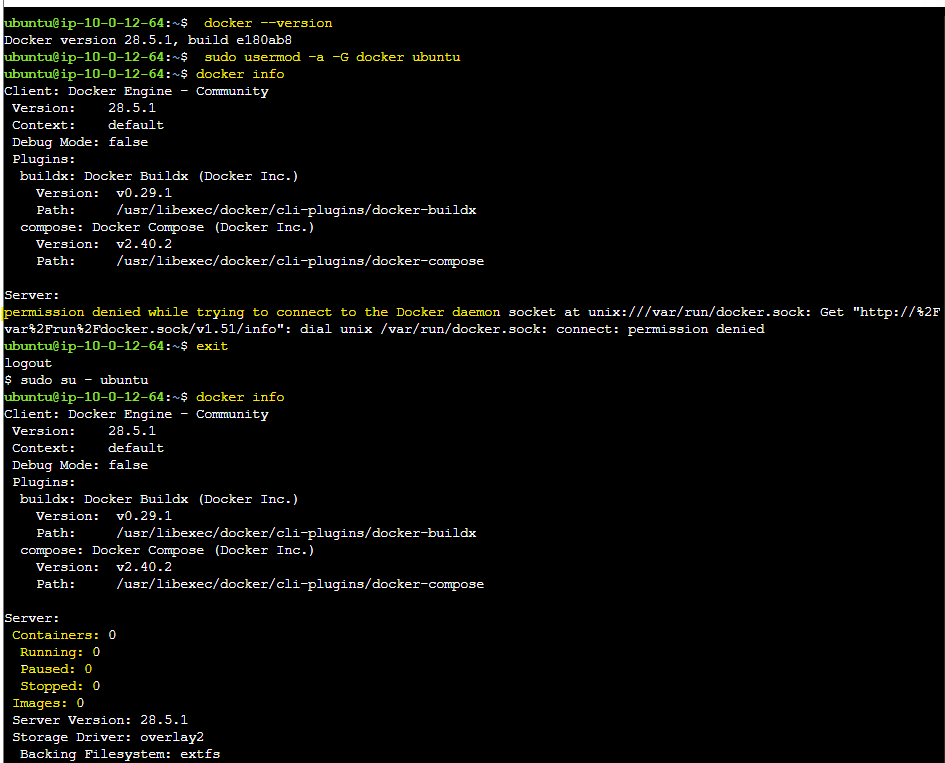 ubuntu@ip-10-0-12-64:~$  docker --version
Docker version 28.5.1, build e180ab8
ubuntu@ip-10-0-12-64:~$  sudo usermod -a -G docker ubuntu
ubuntu@ip-10-0-12-64:~$ docker info
Client: Docker Engine - Community
 Version:    28.5.1
 Context:    default
 Debug Mode: false
 Plugins:
  buildx: Docker Buildx (Docker Inc.)
    Version:  v0.29.1
    Path:     /usr/libexec/docker/cli-plugins/docker-buildx
  compose: Docker Compose (Docker Inc.)
    Version:  v2.40.2
    Path:     /usr/libexec/docker/cli-plugins/docker-compose

Server:
permission denied while trying to connect to the Docker daemon socket at unix:///var/run/docker.sock: Get "http://%2F
var%2Frun%2Fdocker.sock/v1.51/info": dial unix /var/run/docker.sock: connect: permission denied
ubuntu@ip-10-0-12-64:~$ exit
logout
$ sudo su - ubuntu
ubuntu@ip-10-0-12-64:~$ docker info
Client: Docker Engine - Community
 Version:    28.5.1
 Context:    default
 Debug Mode: false
 Plugins:
  buildx: Docker Buildx (Docker Inc.)
    Version:  v0.29.1
    Path:     /usr/libexec/docker/cli-plugins/docker-buildx
  compose: Docker Compose (Docker Inc.)
    Version:  v2.40.2
    Path:     /usr/libexec/docker/cli-plugins/docker-compose

Server:
 Containers: 0
  Running: 0
  Paused: 0
  Stopped: 0
 Images: 0
 Server Version: 28.5.1
 Storage Driver: overlay2
  Backing Filesystem: extfs